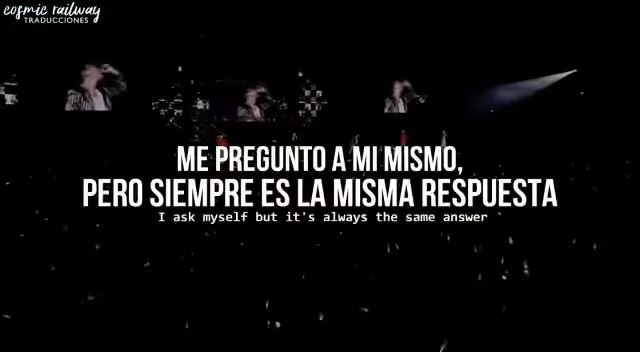 cosmic railway
TRADUCCIONES
ME PREGUNTO A MI MISMO,
PERO SIEMPRE ES LA MISMA RESPUESTA
I ask myself but it's always the same answer